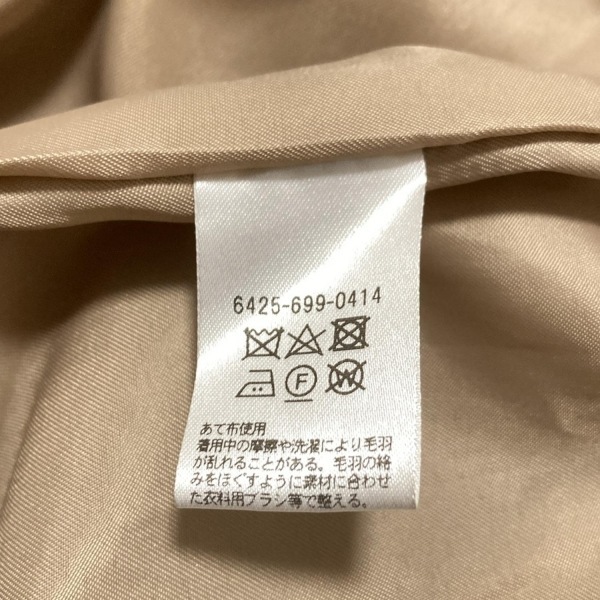 6425-699-0414
F W
あて布使用
着用中の摩擦や洗濯により毛羽
が乱れることがある。毛羽の絡
みをほぐすように素材に合わせ
た衣料用ブラシ等で整える。